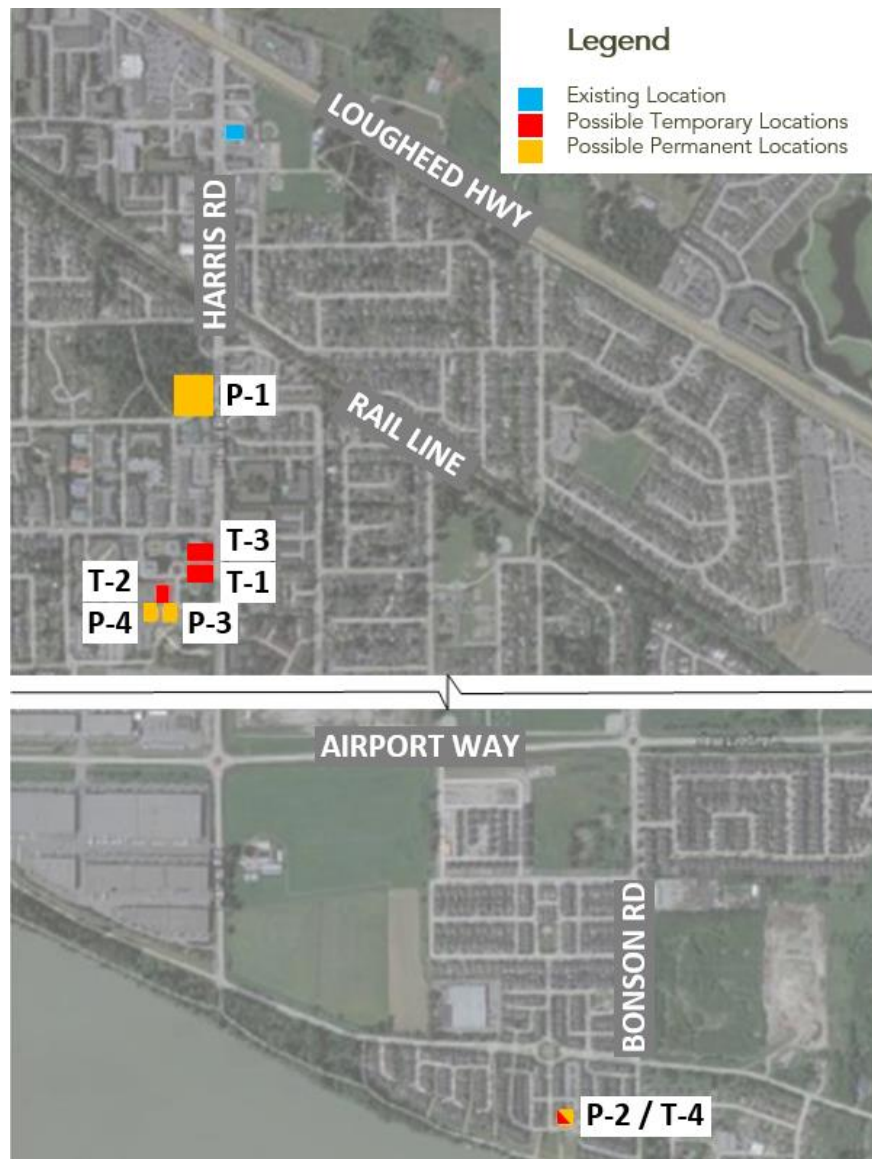 Legend
Existing Location
Possible Temporary Locations
Possible Permanent Locations
LOUGHEED HWY
HARRIS RD
P-1
RAIL LINE
T-3
T-2
T-1
P-4
P-3
AIRPORT WAY
BONSON RD
P-2 / T-4